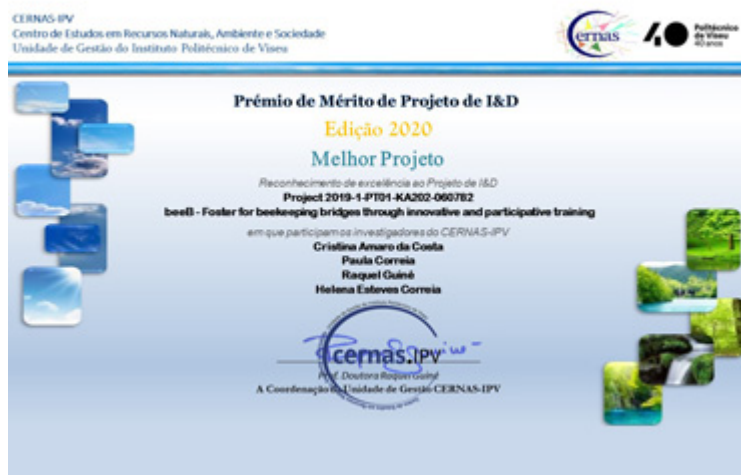 CERNAS-IPV
Centro de Estudos em Recursos Naturais, Ambiente e Sociedade
Unidade de Gestão do Instituto Politécnico de Viseu
Cernas
40
Politécnico
de Viseu
40 anos
Prémio de Mérito de Projeto de I&D
Edição 2020
Melhor Projeto
Reconhecimento de excelência ao Projeto de I&D
Project 2019-1-PT01-KA202-060782
beeB - Foster for beekeeping bridges through innovative and participative training
em que participam os investigadores do CERNAS-IPV
Cristina Amaro da Costa
Paula Correia
Raquel Guiné
Helena Esteves Correia
cernas.IPV
Prof. Doutora Raquel Guiné
A Coordenação da Unidade de Gestão CERNAS-IPV